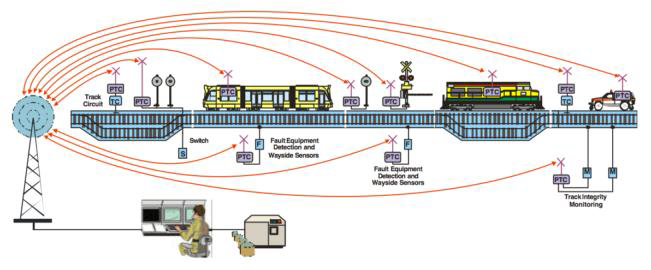 Track
Circuit
PTC
TC
PTC
PTC
PTC
PTC
PTC
PTC
TC
PTC
S
Switch
PTC
F
Fault Equipment
Detection and
Wayside Sensors
PTC
F
Fault Equipment
Detection and
Wayside Sensors
PTC
M
M
Track Integrity
Monitoring